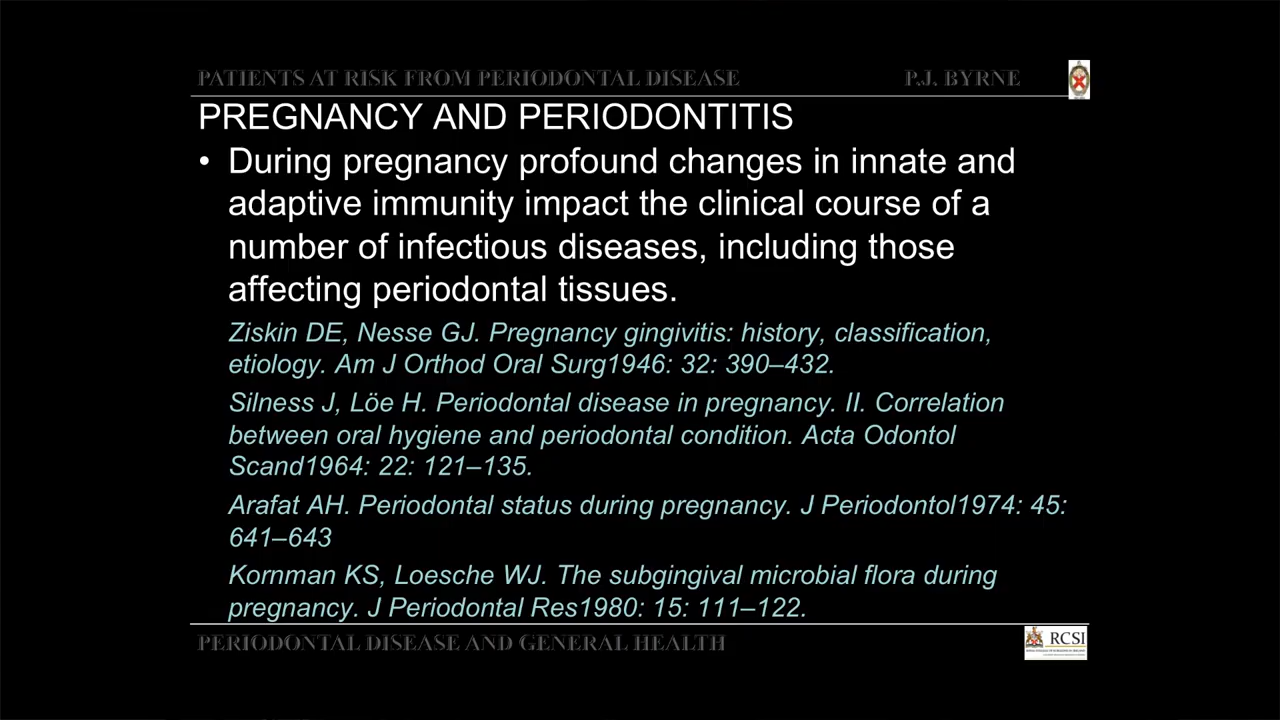 PATIENTS AT RISK FROM PERIODONTAL DISEASE P.J. BYRNE
PREGNANCY AND PERIODONTITIS
• During pregnancy profound changes in innate and
adaptive immunity impact the clinical course of a
number of infectious diseases, including those
affecting periodontal tissues.
Ziskin DE, Nesse GJ. Pregnancy gingivitis: history, classification,
etiology. Am J Orthod Oral Surg1946: 32: 390–432.
Silness J, Löe H. Periodontal disease in pregnancy. II. Correlation
between oral hygiene and periodontal condition. Acta Odontol
Scand1964: 22: 121–135.
Arafat AH. Periodontal status during pregnancy. J Periodontol1974: 45:
641–643
Kornman KS, Loesche WJ. The subgingival microbial flora during
pregnancy. J Periodontal Res1980: 15: 111–122.
PERIODONTAL DISEASE AND GENERAL HEALTH
RCSI